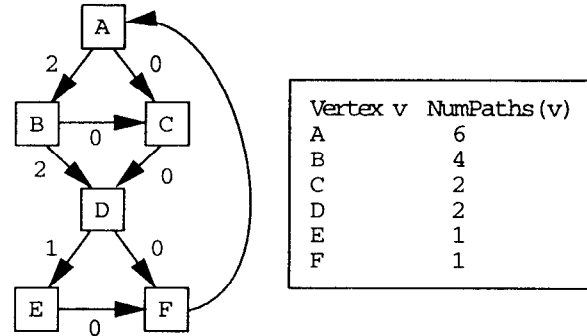 A
2 0
B 0 C
2 0
D
1 0
E 0 F
Vertex v NumPaths(v)
A 6
B 4
C 2
D 2
E 1
F 1